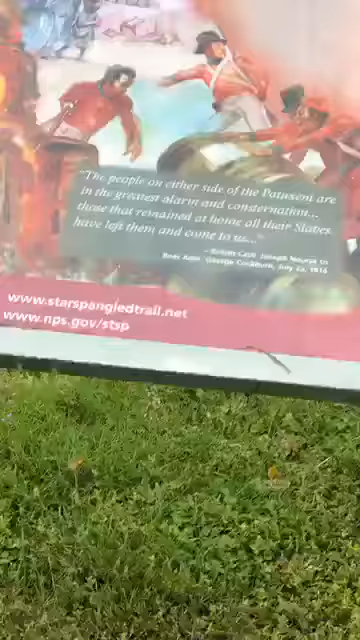 "The people on either side of the Patuxent are
in the greatest alarm and consternation...
those that remained at home all their Slaves
have left them and come to us..."
—British Capt. Joseph Nourse to
Rear Adm. George Cockburn, July 23, 1814
www.starspangledtrail.net
www.nps.gov/stsp